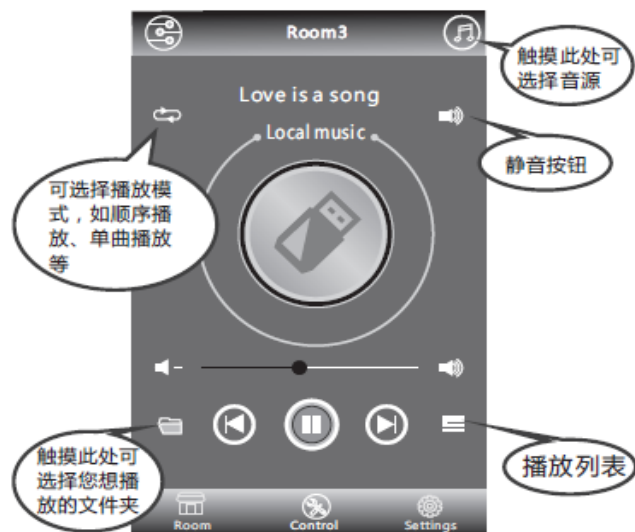 Room3
触摸此处可
选择音源
Love is a song
Local music
静音按钮
可选择播放模
式，如顺序播
放、单曲播放
等
触摸此处可
选择您想播
放的文件夹
播放列表
Room
Control
Settings